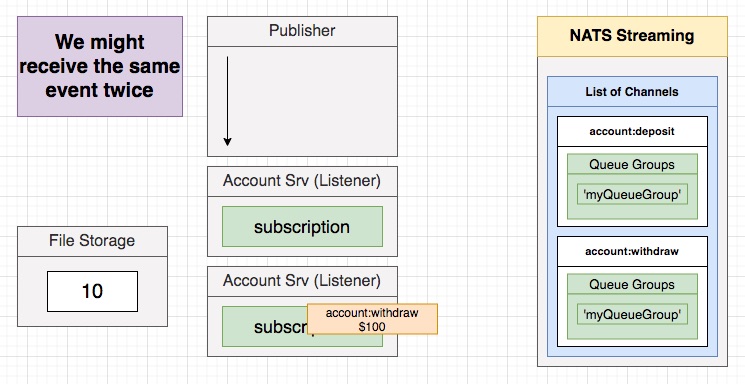 We might
receive the same
event twice
Publisher
Account Srv (Listener)
subscription
Account Srv (Listener)
subscr
account:withdraw
$100
File Storage
10
NATS Streaming
List of Channels
account:deposit
Queue Groups
'myQueueGroup'
account:withdraw
Queue Groups
'myQueueGroup'